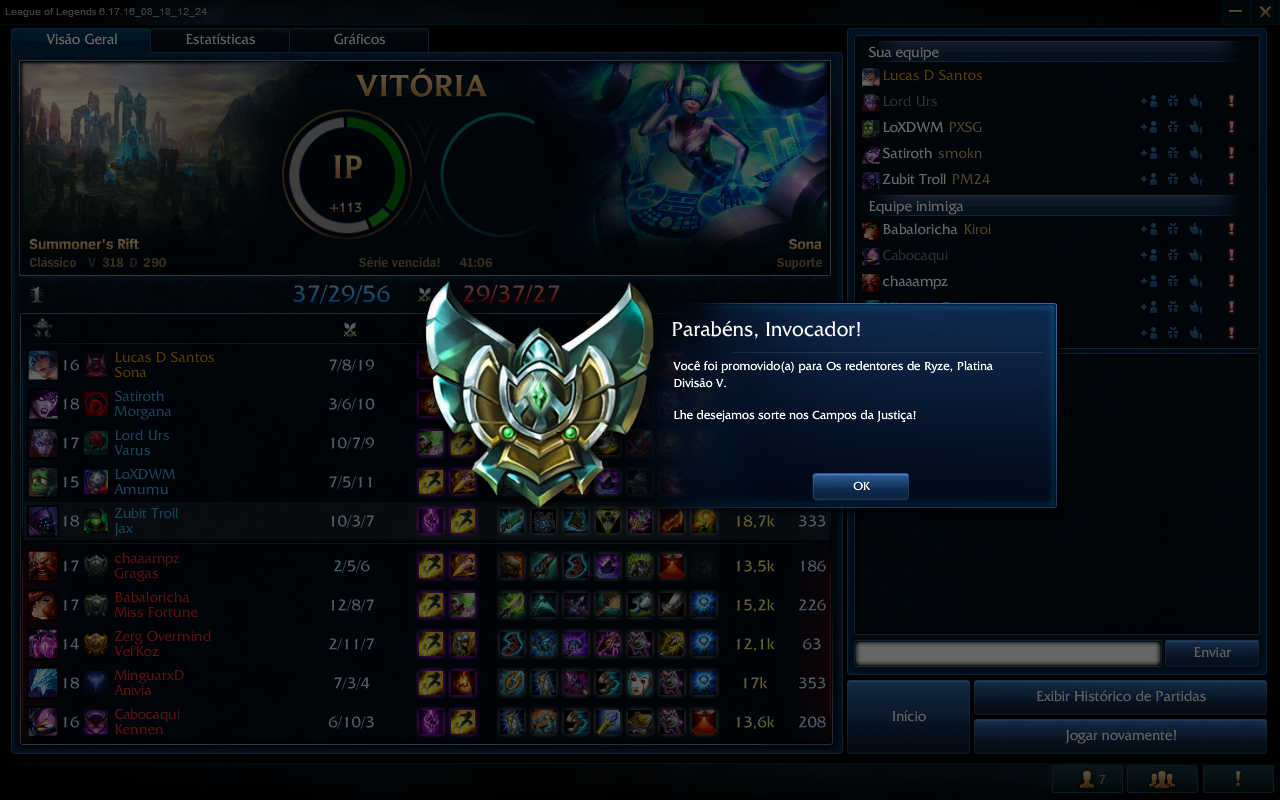 League of Legends 6.17.16_08_18_12_24
Visão Geral
Estatísticas
Gráficos
VITÓRIA
IP
+113
Summoner's Rift
Clássico V 318 D 290
Série vencida! 41:06
Sona
Suporte
1
37/29/56
29/37/27
16 Lucas D Santos
Sona
7/8/19
18 Satiroth
Morgana
3/6/10
17 Lord Urs
Varus
10/7/9
15 LoXDWM
Amumu
7/5/11
18 Zubit Troll
Jax
10/3/7 18,7k 333
17 chaaampz
Gragas
2/5/6 13,5k 186
17 Babaloricha
Miss Fortune
12/8/7 15,2k 226
14 Zerg Overmind
Vel'Koz
2/11/7 12,1k 63
18 MinguarxD
Anivia
7/3/4 17k 353
16 Cabocaqui
Kennen
6/10/3 13,6k 208
Parabéns, Invocador!
Você foi promovido(a) para Os redentores de Ryze, Platina
Divisão V.
Lhe desejamos sorte nos Campos da Justiça!
OK
Sua equipe
Lucas D Santos
Lord Urs
LoXDWM PXSG
Satiroth smokn
Zubit Troll PM24
Equipe inimiga
Babaloricha Kiroi
Cabocaqui
chaaampz
Enviar
Início
Exibir Histórico de Partidas
Jogar novamente!
7